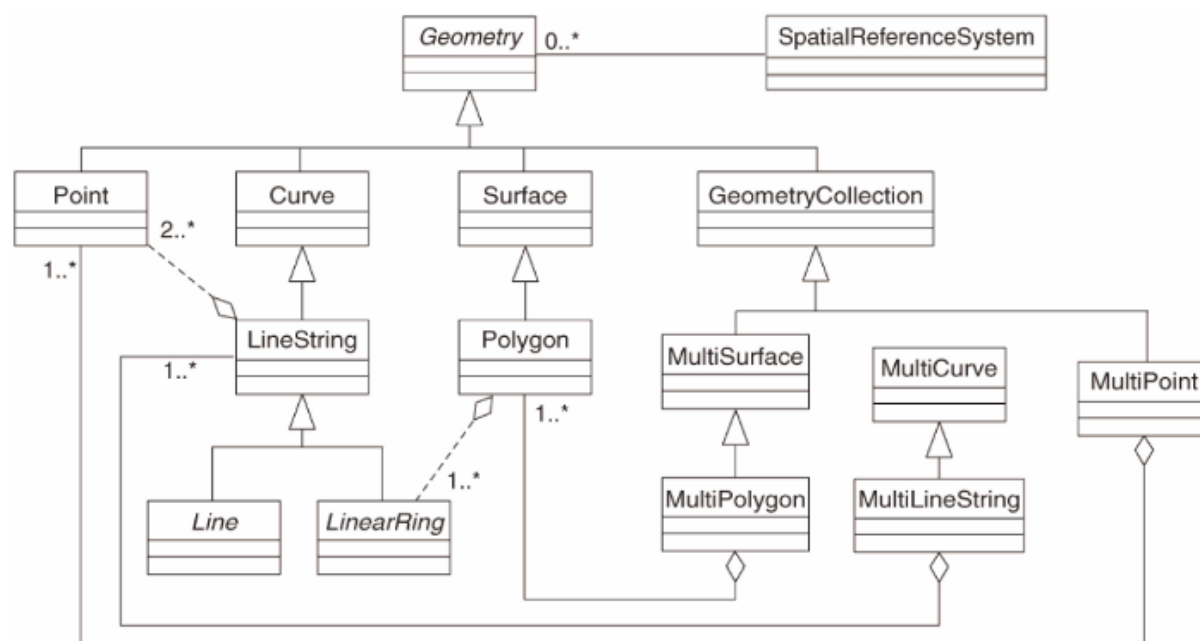 Geometry
0..*
SpatialReferenceSystem
Point
Curve
Surface
GeometryCollection
2..*
1..*
LineString
Polygon
MultiSurface
MultiCurve
MultiPoint
1..*
1..*
1..*
Line
LinearRing
MultiPolygon
MultiLineString